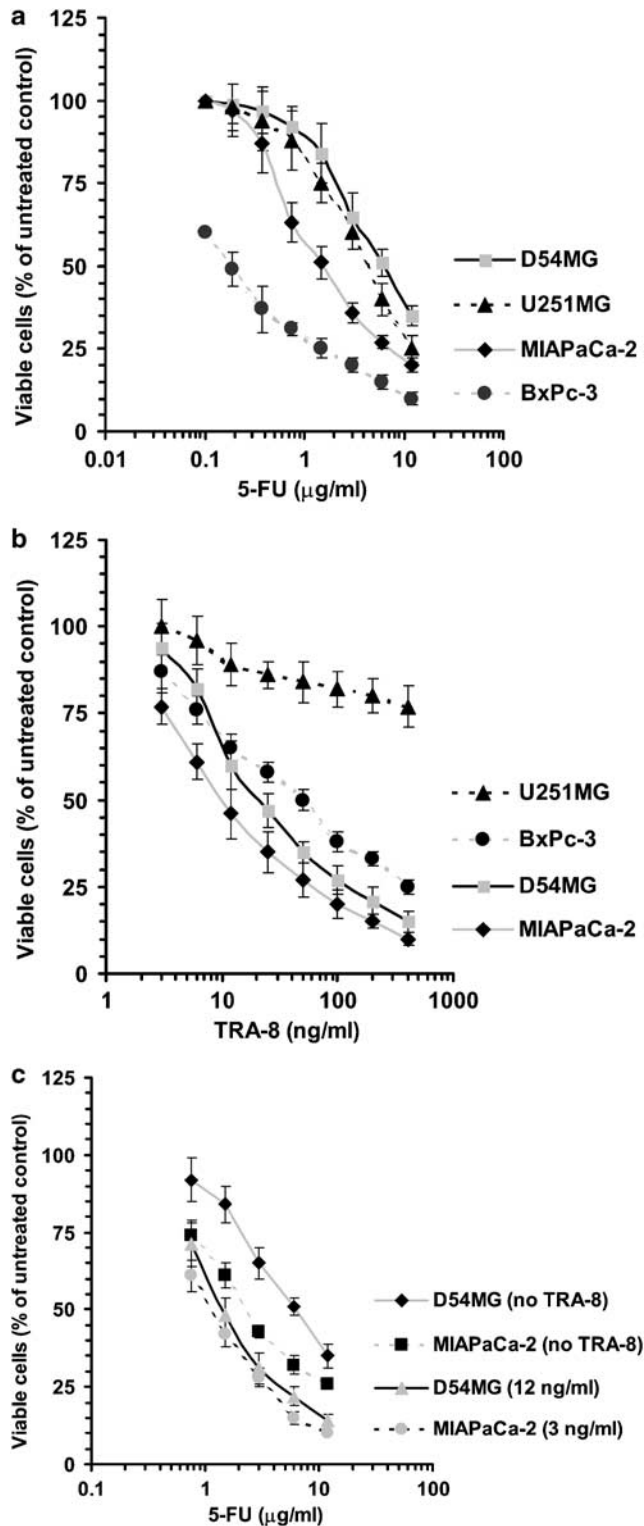 a
Viable cells (% of untreated control)
125
100
75
50
25
0
0.01 0.1 1 10 100
5-FU (μg/ml)
D54MG
U251MG
MIAPaCa-2
BxPc-3
b
Viable cells (% of untreated control)
125
100
75
50
25
0
1 10 100 1000
TRA-8 (ng/ml)
U251MG
BxPc-3
D54MG
MIAPaCa-2
c
Viable cells (% of untreated control)
125
100
75
50
25
0
0.1 1 10 100
5-FU (μg/ml)
D54MG (no TRA-8)
MIAPaCa-2 (no TRA-8)
D54MG (12 ng/ml)
MIAPaCa-2 (3 ng/ml)